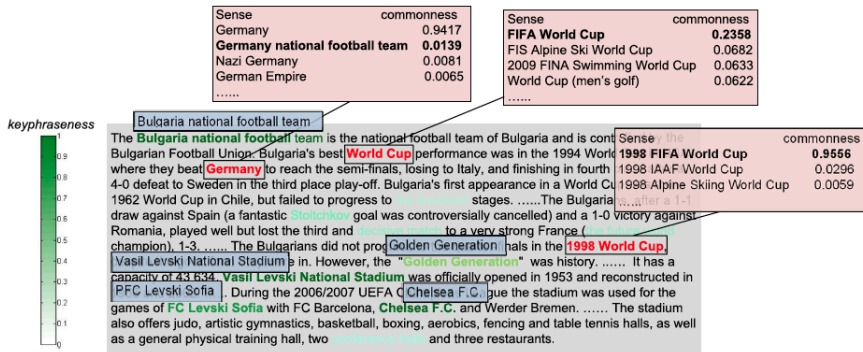 Sense commonness
Germany 0.9417
Germany national football team 0.0139
Nazi Germany 0.0081
German Empire 0.0065
......
Sense commonness
FIFA World Cup 0.2358
FIS Alpine Ski World Cup 0.0682
2009 FINA Swimming World Cup 0.0633
World Cup (men's golf) 0.0622
......
Sense commonness
1998 FIFA World Cup 0.9556
1998 IAAF World Cup 0.0296
1998 Alpine Skiing World Cup 0.0059
......
keyphraseness
1
0.9
0.8
0.7
0.6
0.5
0.4
0.3
0.2
0.1
0
Bulgaria national football team
The Bulgaria national football team is the national football team of Bulgaria and is cont by the
Bulgarian Football Union. Bulgaria's best World Cup performance was in the 1994 World
where they beat Germany to reach the semi-finals, losing to Italy, and finishing in fourth
4-0 defeat to Sweden in the third place play-off. Bulgaria's first appearance in a World Cu
1962 World Cup in Chile, but failed to progress to stages. ......The Bulgarians, after a 1-1
draw against Spain (a fantastic Stoitchkov goal was controversially cancelled) and a 1-0 victory against
Romania, played well but lost the third and decisive match to a very strong France (
champion), 1-3. ...... The Bulgarians did not prog Golden Generation nals in the 1998 World Cup,
Vasil Levski National Stadium e in. However, the "Golden Generation" was history. ...... It has a
capacity of 43 634. Vasil Levski National Stadium was officially opened in 1953 and reconstructed in
PFC Levski Sofia . During the 2006/2007 UEFA C Chelsea F.C. gue the stadium was used for the
games of FC Levski Sofia with FC Barcelona, Chelsea F.C. and Werder Bremen. ...... The stadium
also offers judo, artistic gymnastics, basketball, boxing, aerobics, fencing and table tennis halls, as well
as a general physical training hall, two conference halls and three restaurants.